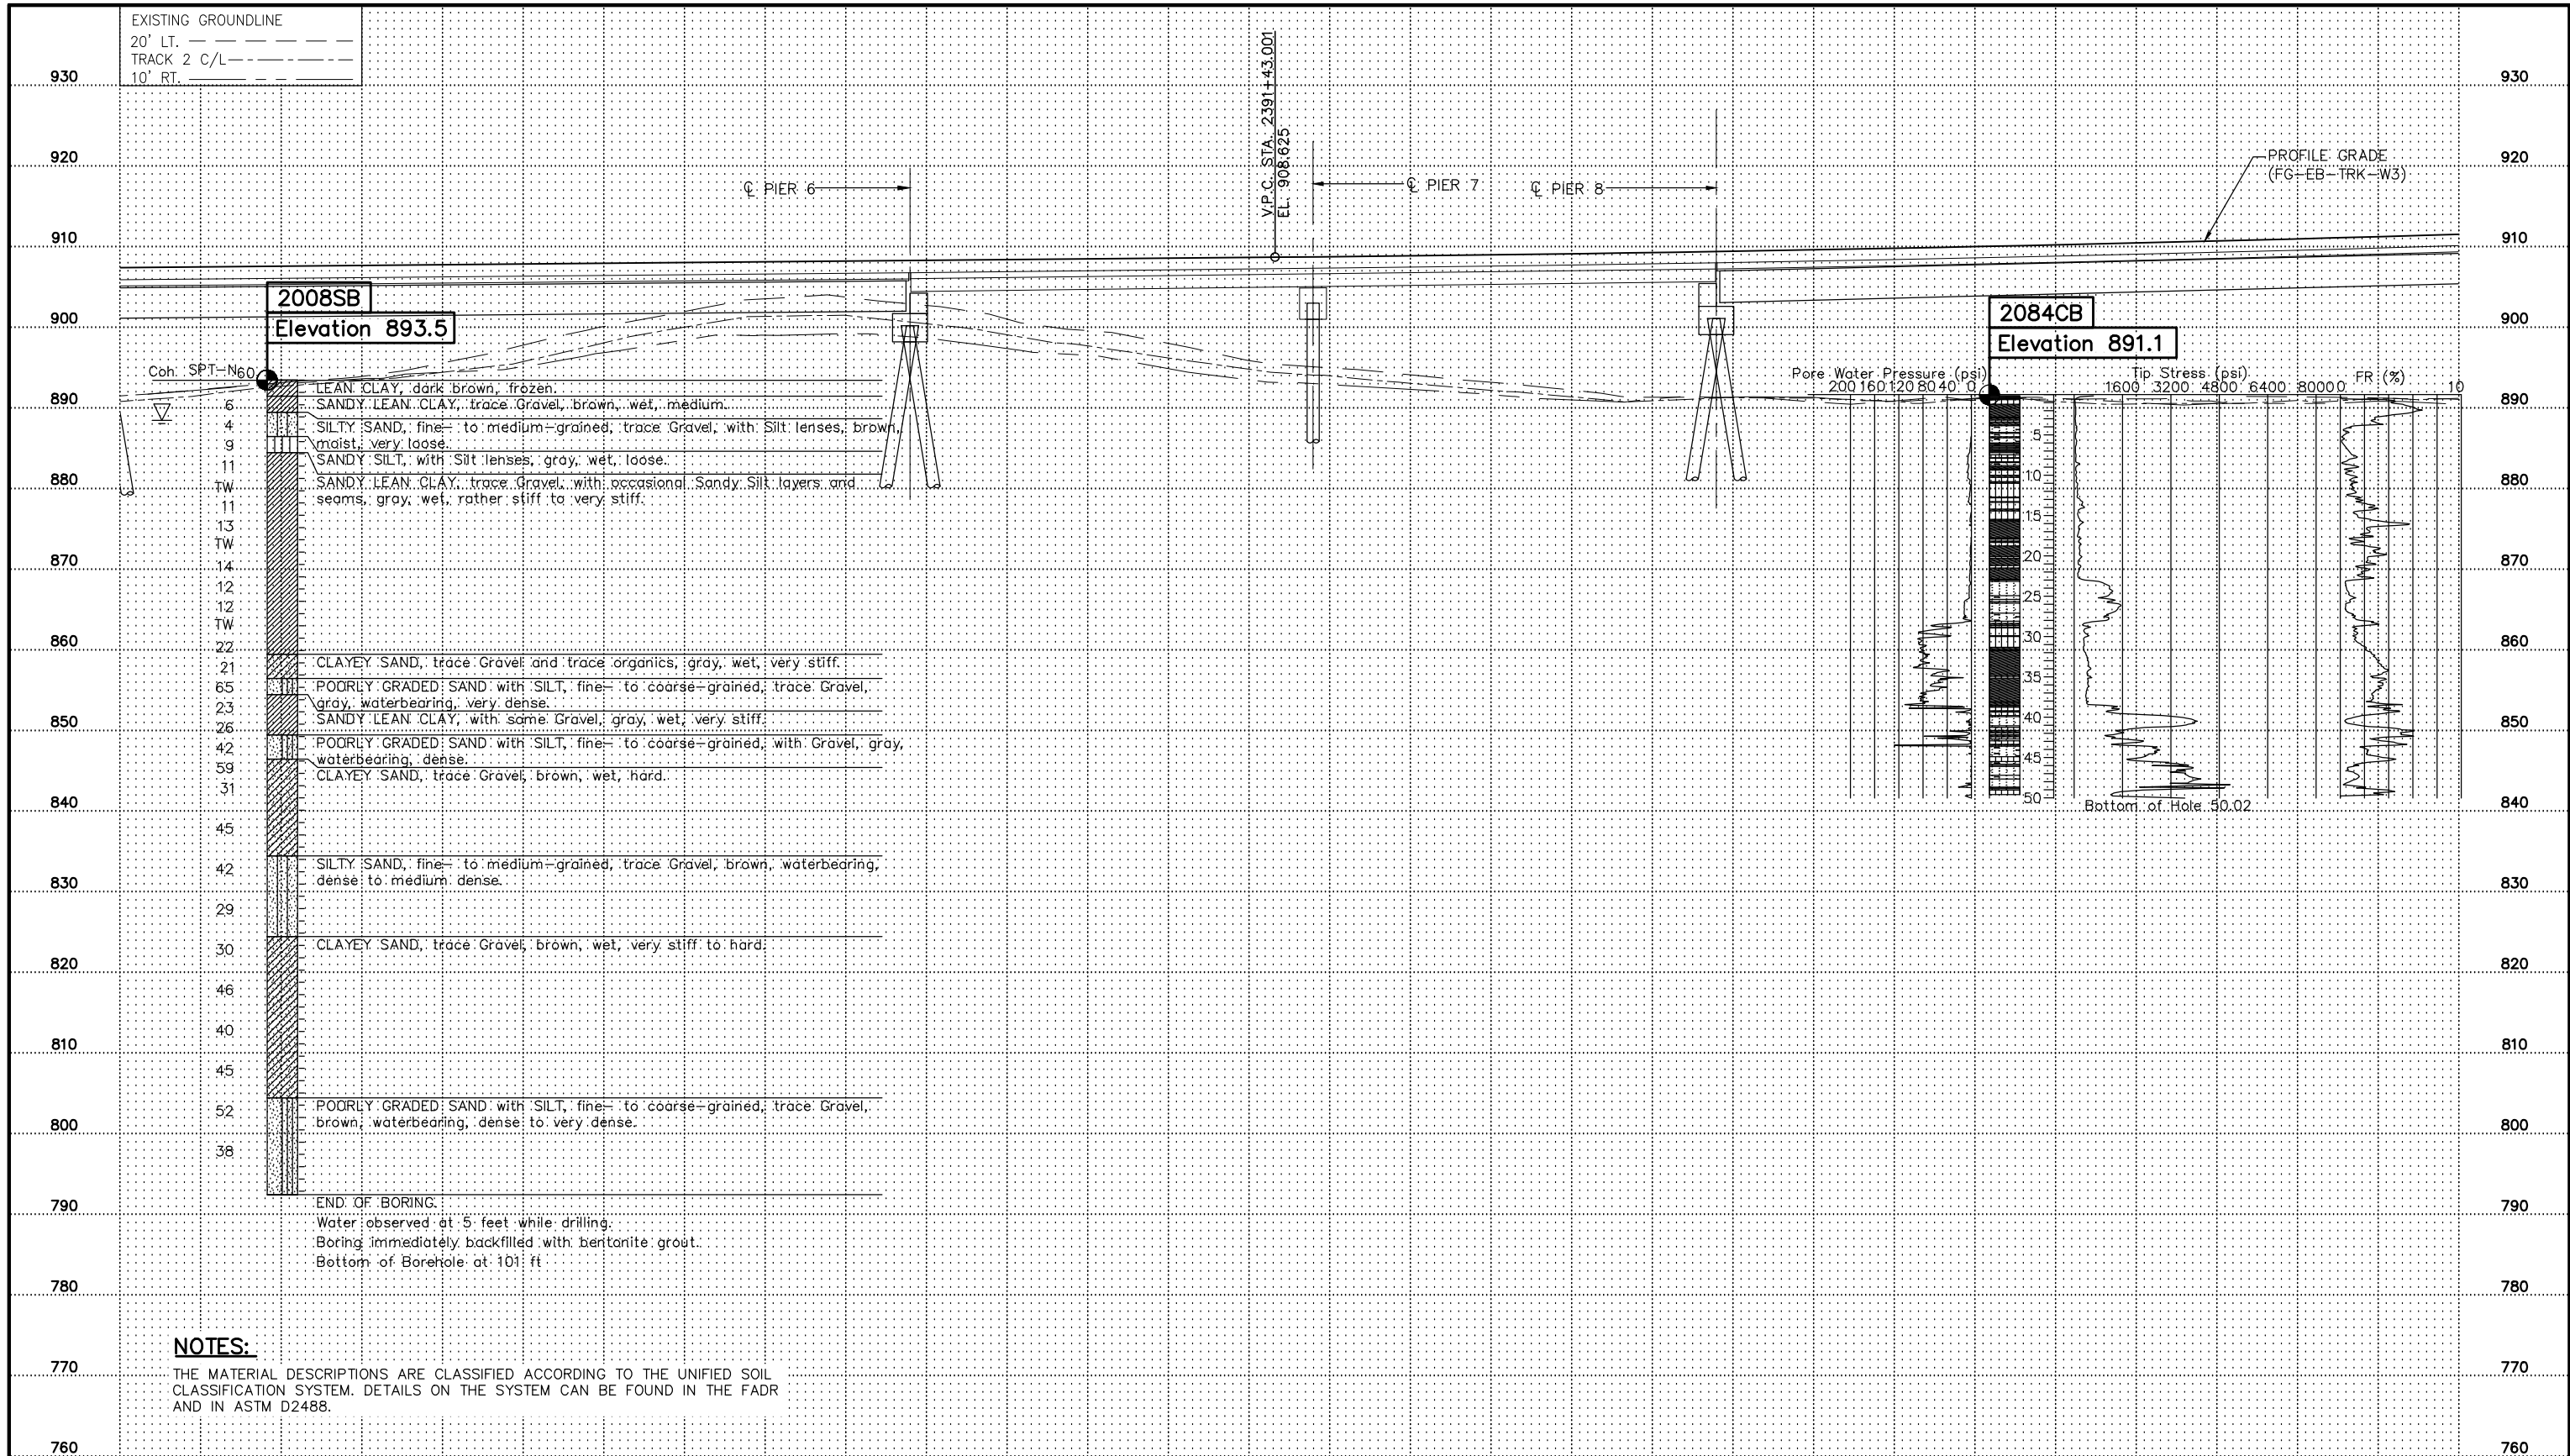 EXISTING GROUNDLINE
20' LT.
TRACK 2 C/L
10' RT.
930 930
V.P.C. STA. 2391+43.001
EL. 908.625
920 920
PROFILE GRADE
(FG-EB-TRK-W3)
℄ PIER 6
℄ PIER 7
℄ PIER 8
910 910
2008SB
Elevation 893.5
2084CB
Elevation 891.1
900 900
Coh SPT-N60
Pore Water Pressure (psi)
Tip Stress (psi)
FR (%)
200 160 120 80 40 0
1600 3200 4800 6400 8000 0 10
890 890
LEAN CLAY, dark brown, frozen.
6
SANDY LEAN CLAY, trace Gravel, brown, wet, medium.
4
SILTY SAND, fine- to medium-grained, trace Gravel, with Silt lenses, brown,
moist, very loose.
9
SANDY SILT, with Silt lenses, gray, wet, loose.
11
880 880
TW
SANDY LEAN CLAY, trace Gravel, with occasional Sandy Silt layers and
seams, gray, wet, rather stiff to very stiff.
11
13
TW
870 870
14
12
12
TW
860 860
22
21
CLAYEY SAND, trace Gravel and trace organics, gray, wet, very stiff.
65
POORLY GRADED SAND with SILT, fine- to coarse-grained, trace Gravel,
gray, waterbearing, very dense.
23
SANDY LEAN CLAY, with some Gravel, gray, wet, very stiff.
850 850
26
42
POORLY GRADED SAND with SILT, fine- to coarse-grained, with Gravel, gray,
waterbearing, dense.
59
CLAYEY SAND, trace Gravel, brown, wet, hard.
31
5
10
15
20
25
30
35
40
45
50
Bottom of Hole 50.02
840 840
45
42
SILTY SAND, fine- to medium-grained, trace Gravel, brown, waterbearing,
dense to medium dense.
830 830
29
30
CLAYEY SAND, trace Gravel, brown, wet, very stiff to hard.
820 820
46
40
810 810
45
52
POORLY GRADED SAND with SILT, fine- to coarse-grained, trace Gravel,
brown, waterbearing, dense to very dense.
800 800
38
790 790
END OF BORING.
Water observed at 5 feet while drilling.
Boring immediately backfilled with bentonite grout.
Bottom of Borehole at 101 ft
780 780
NOTES:
THE MATERIAL DESCRIPTIONS ARE CLASSIFIED ACCORDING TO THE UNIFIED SOIL
CLASSIFICATION SYSTEM. DETAILS ON THE SYSTEM CAN BE FOUND IN THE FADR
AND IN ASTM D2488.
770 770
760 760